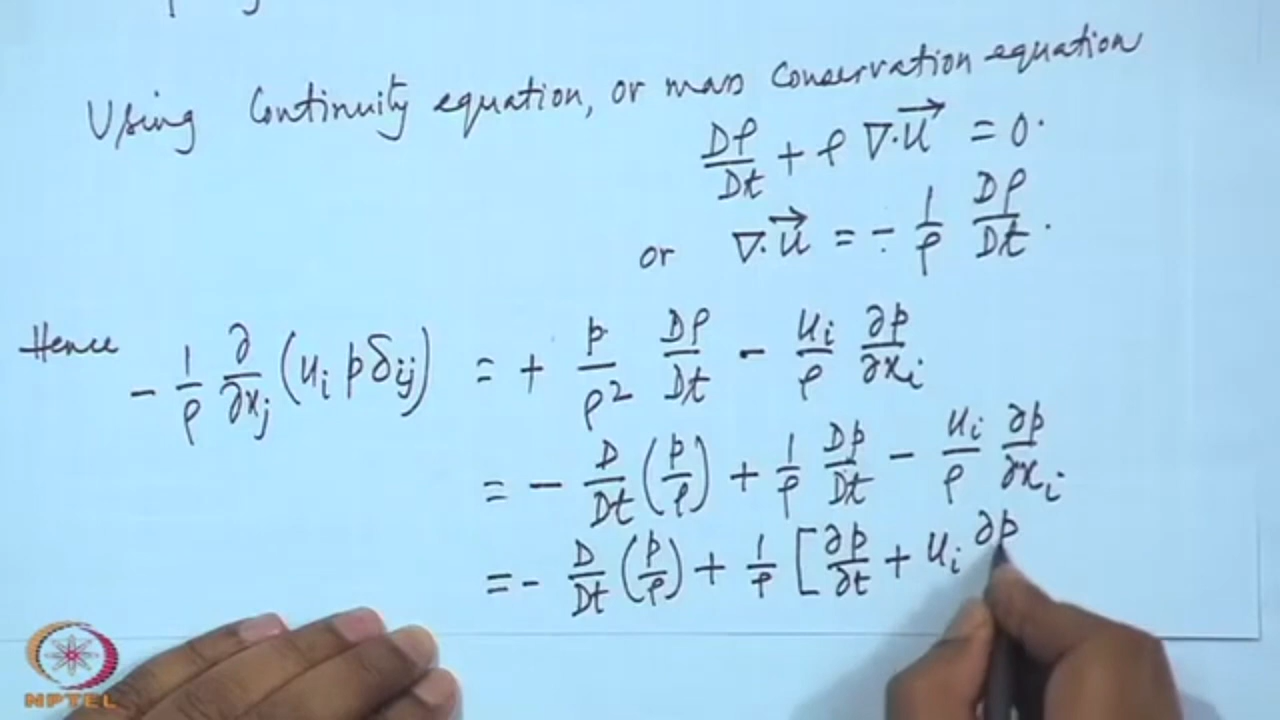 Using Continuity equation, or mass conservation equation
Dρ/Dt + ρ ∇·u⃗ = 0.
or ∇·u⃗ = - 1/ρ Dρ/Dt.
Hence - 1/ρ ∂/∂x_j (u_i p δ_ij) = + p/ρ² Dρ/Dt - u_i/ρ ∂p/∂x_i
= - D/Dt (p/ρ) + 1/ρ Dp/Dt - u_i/ρ ∂p/∂x_i
= - D/Dt (p/ρ) + 1/ρ [ ∂p/∂t + u_i ∂p
NPTEL